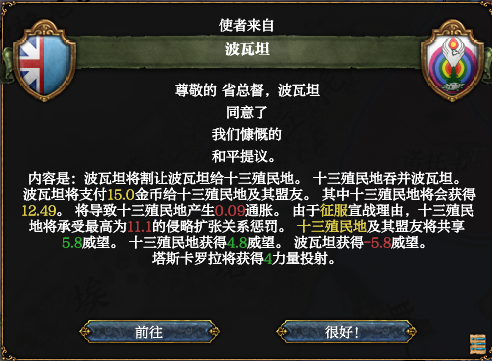 使者来自
波瓦坦
尊敬的 省总督，波瓦坦
同意了
我们慷慨的
和平提议。
内容是：波瓦坦将割让波瓦坦给十三殖民地。 十三殖民地吞并波瓦坦。
波瓦坦将支付15.0金币给十三殖民地及其盟友。 其中十三殖民地将会获得
12.49。 将导致十三殖民地产生0.09通胀。 由于征服宣战理由，十三殖民
地将承受最高为11.1的侵略扩张关系惩罚。 十三殖民地及其盟友将共享
5.8威望。 十三殖民地获得4.8威望。 波瓦坦获得-5.8威望。
塔斯卡罗拉将获得4力量投射。
前往
很好！